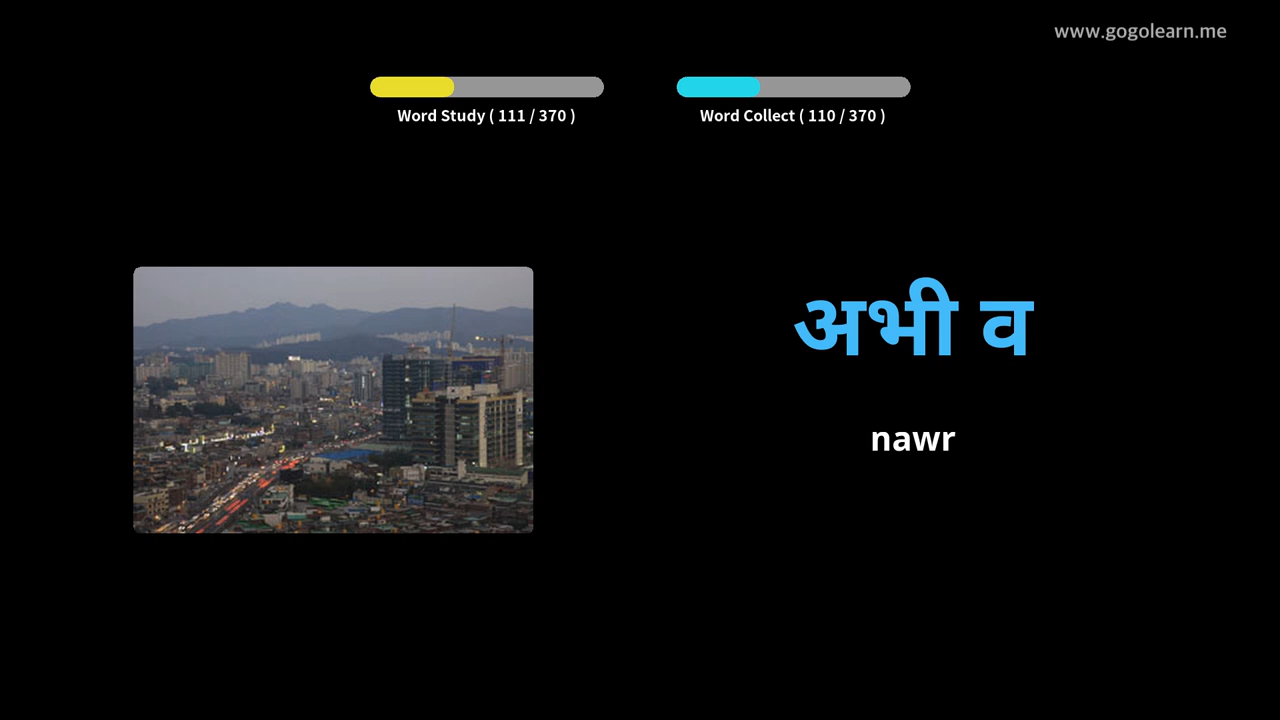 www.gogolearn.me
Word Study ( 111 / 370 )
Word Collect ( 110 / 370 )
अभी व
nawr